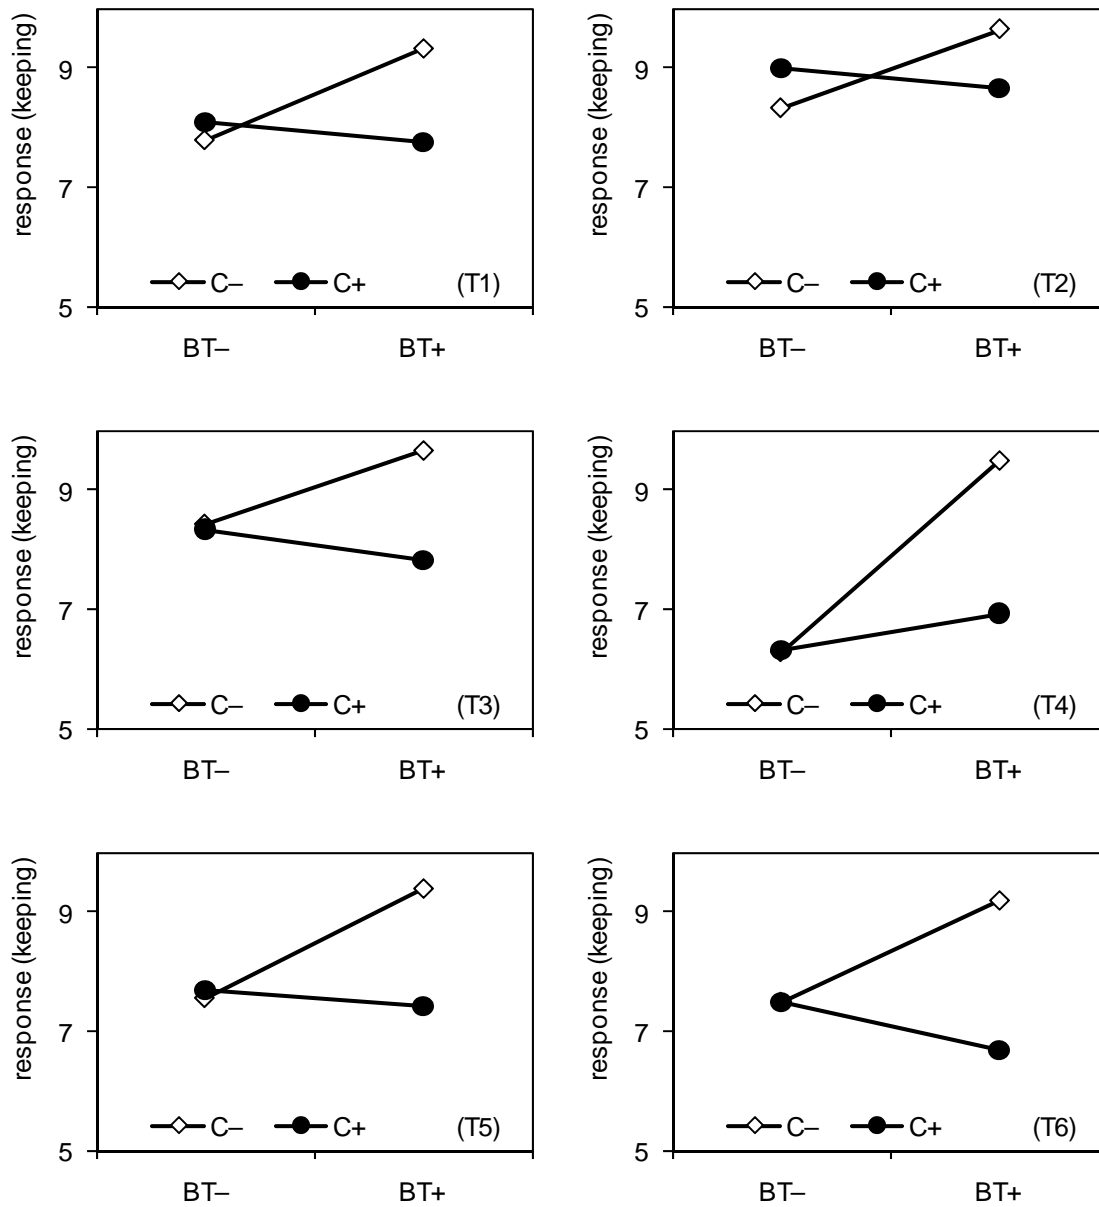 response (keeping)
9
7
5
C– C+ (T1)
BT– BT+
response (keeping)
9
7
5
C– C+ (T2)
BT– BT+
response (keeping)
9
7
5
C– C+ (T3)
BT– BT+
response (keeping)
9
7
5
C– C+ (T4)
BT– BT+
response (keeping)
9
7
5
C– C+ (T5)
BT– BT+
response (keeping)
9
7
5
C– C+ (T6)
BT– BT+